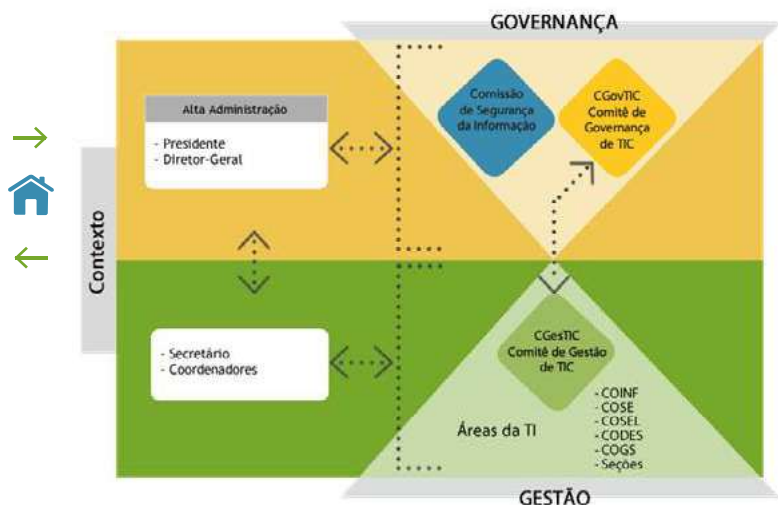 GOVERNANÇA
Alta Administração
- Presidente
- Diretor-Geral
Comissão
de Segurança
da Informação
CGovTIC
Comitê de
Governança
de TIC
Contexto
- Secretário
- Coordenadores
CGesTIC
Comitê de Gestão
de TIC
Áreas da TI
- COINF
- COSE
- COSEL
- CODES
- COGS
- Seções
GESTÃO